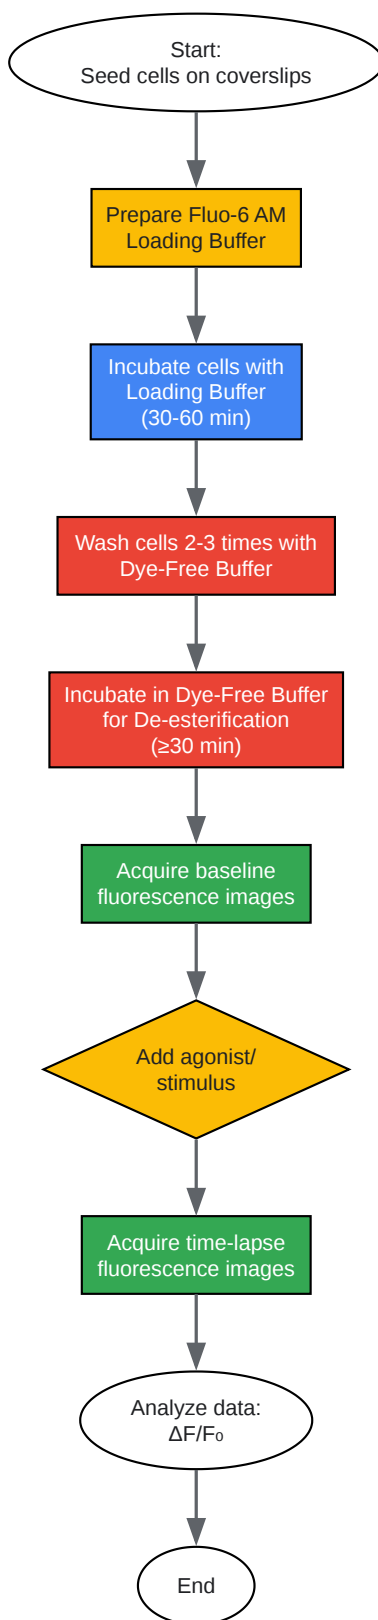 Start:
Seed cells on coverslips
Prepare Fluo-6 AM
Loading Buffer
Incubate cells with
Loading Buffer
(30-60 min)
Wash cells 2-3 times with
Dye-Free Buffer
Incubate in Dye-Free Buffer
for De-esterification
(≥30 min)
Acquire baseline
fluorescence images
Add agonist/
stimulus
Acquire time-lapse
fluorescence images
Analyze data:
ΔF/F₀
End